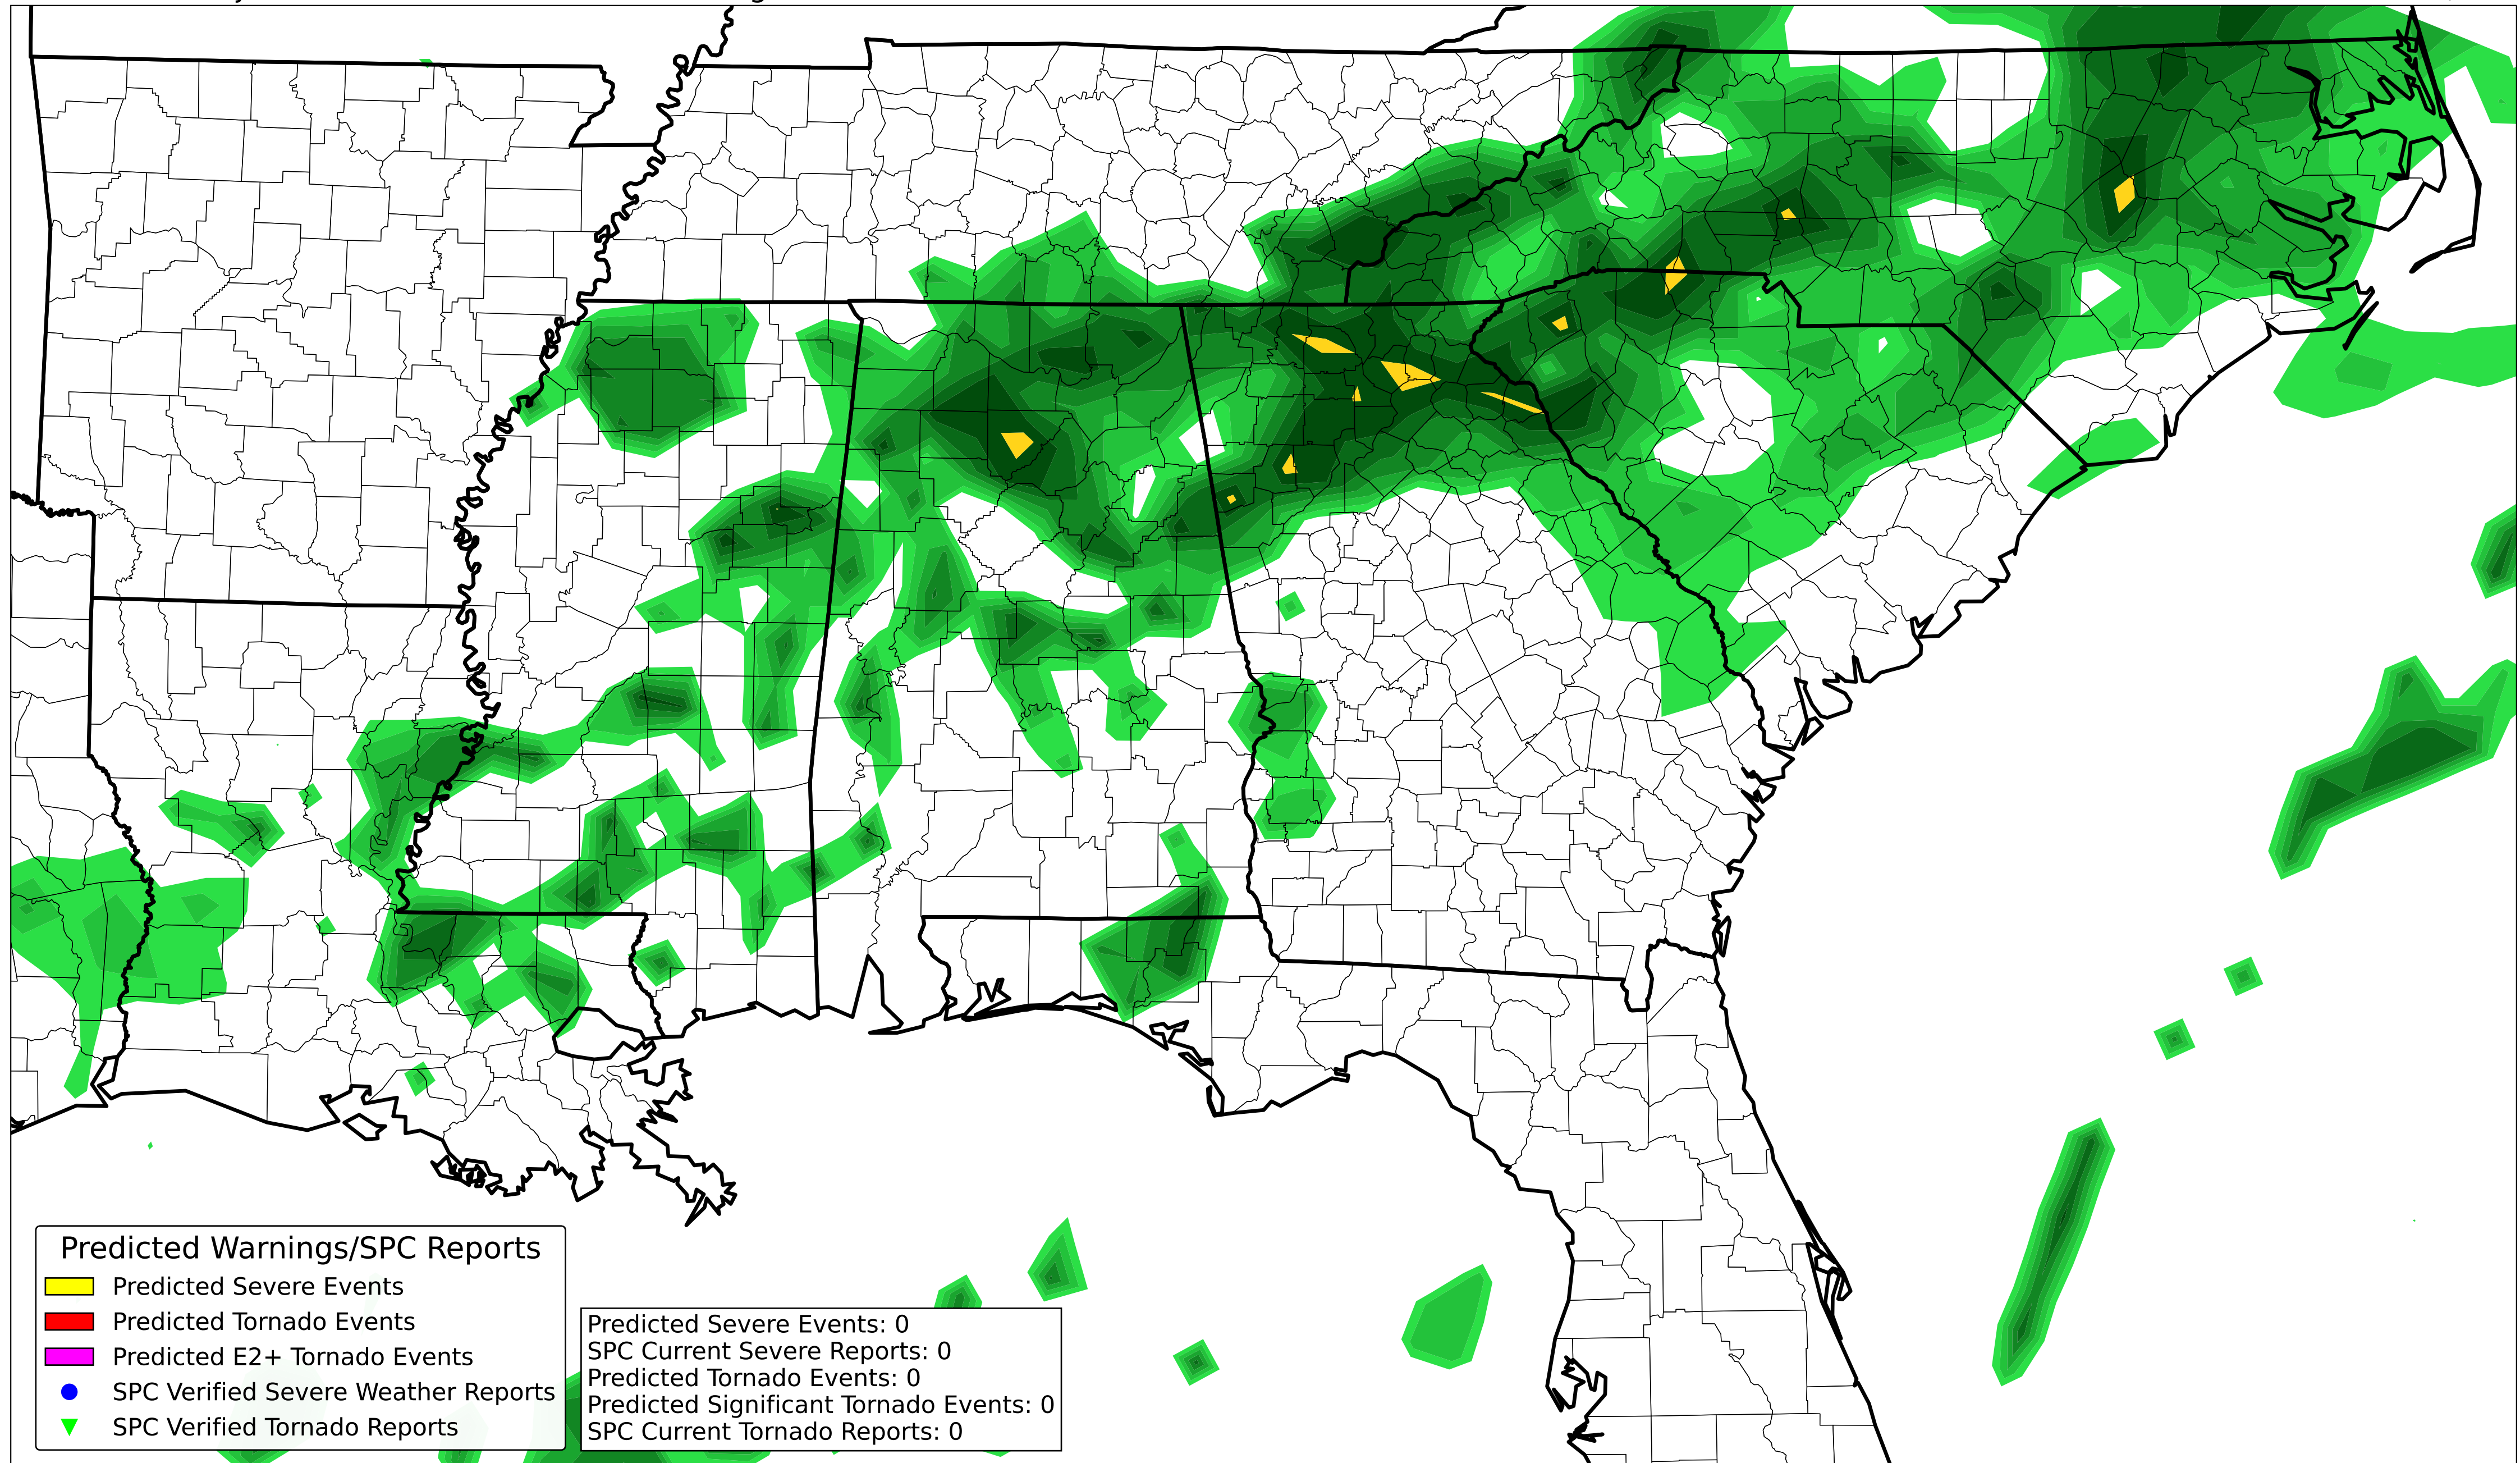 Predicted Warnings/SPC Reports
Predicted Severe Events
Predicted Tornado Events
Predicted E2+ Tornado Events
SPC Verified Severe Weather Reports
SPC Verified Tornado Reports
Predicted Severe Events: 0
SPC Current Severe Reports: 0
Predicted Tornado Events: 0
Predicted Significant Tornado Events: 0
SPC Current Tornado Reports: 0